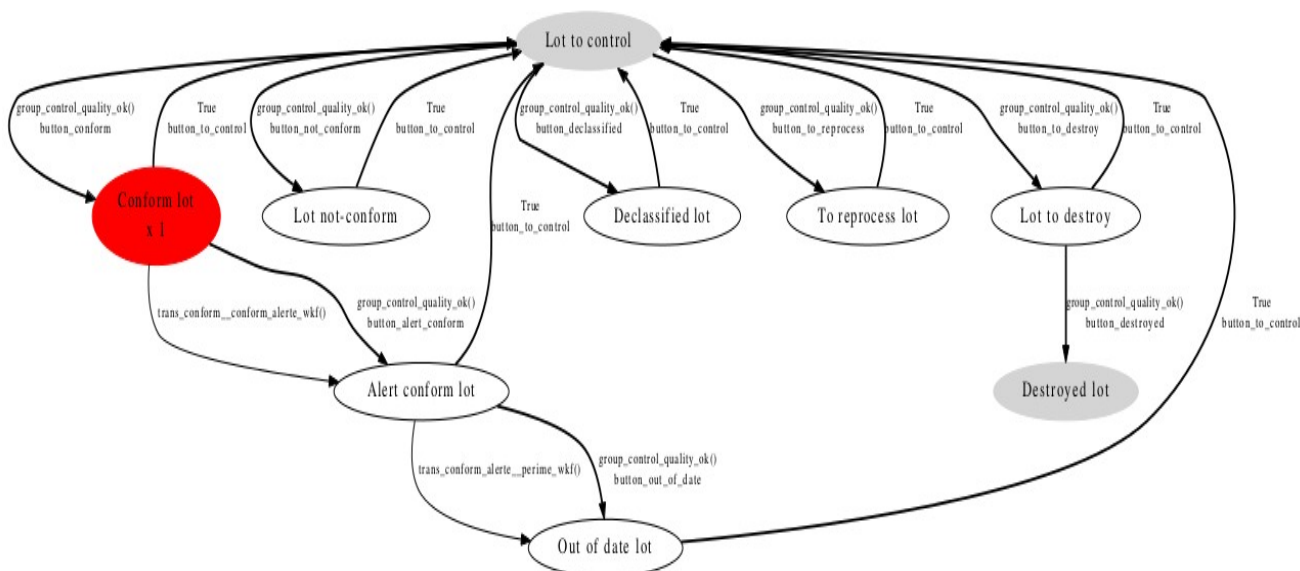 Lot to control
group_control_quality_ok()
button_conform
True
button_to_control
group_control_quality_ok()
button_not_conform
True
button_to_control
group_control_quality_ok()
button_declassified
True
button_to_control
group_control_quality_ok()
button_to_reprocess
True
button_to_control
group_control_quality_ok()
button_to_destroy
True
button_to_control
Conform lot
x 1
Lot not-conform
True
button_to_control
Declassified lot
To reprocess lot
Lot to destroy
trans_conform__conform_alerte_wkf()
group_control_quality_ok()
button_alert_conform
group_control_quality_ok()
button_destroyed
True
button_to_control
Alert conform lot
Destroyed lot
trans_conform_alerte__perime_wkf()
group_control_quality_ok()
button_out_of_date
Out of date lot